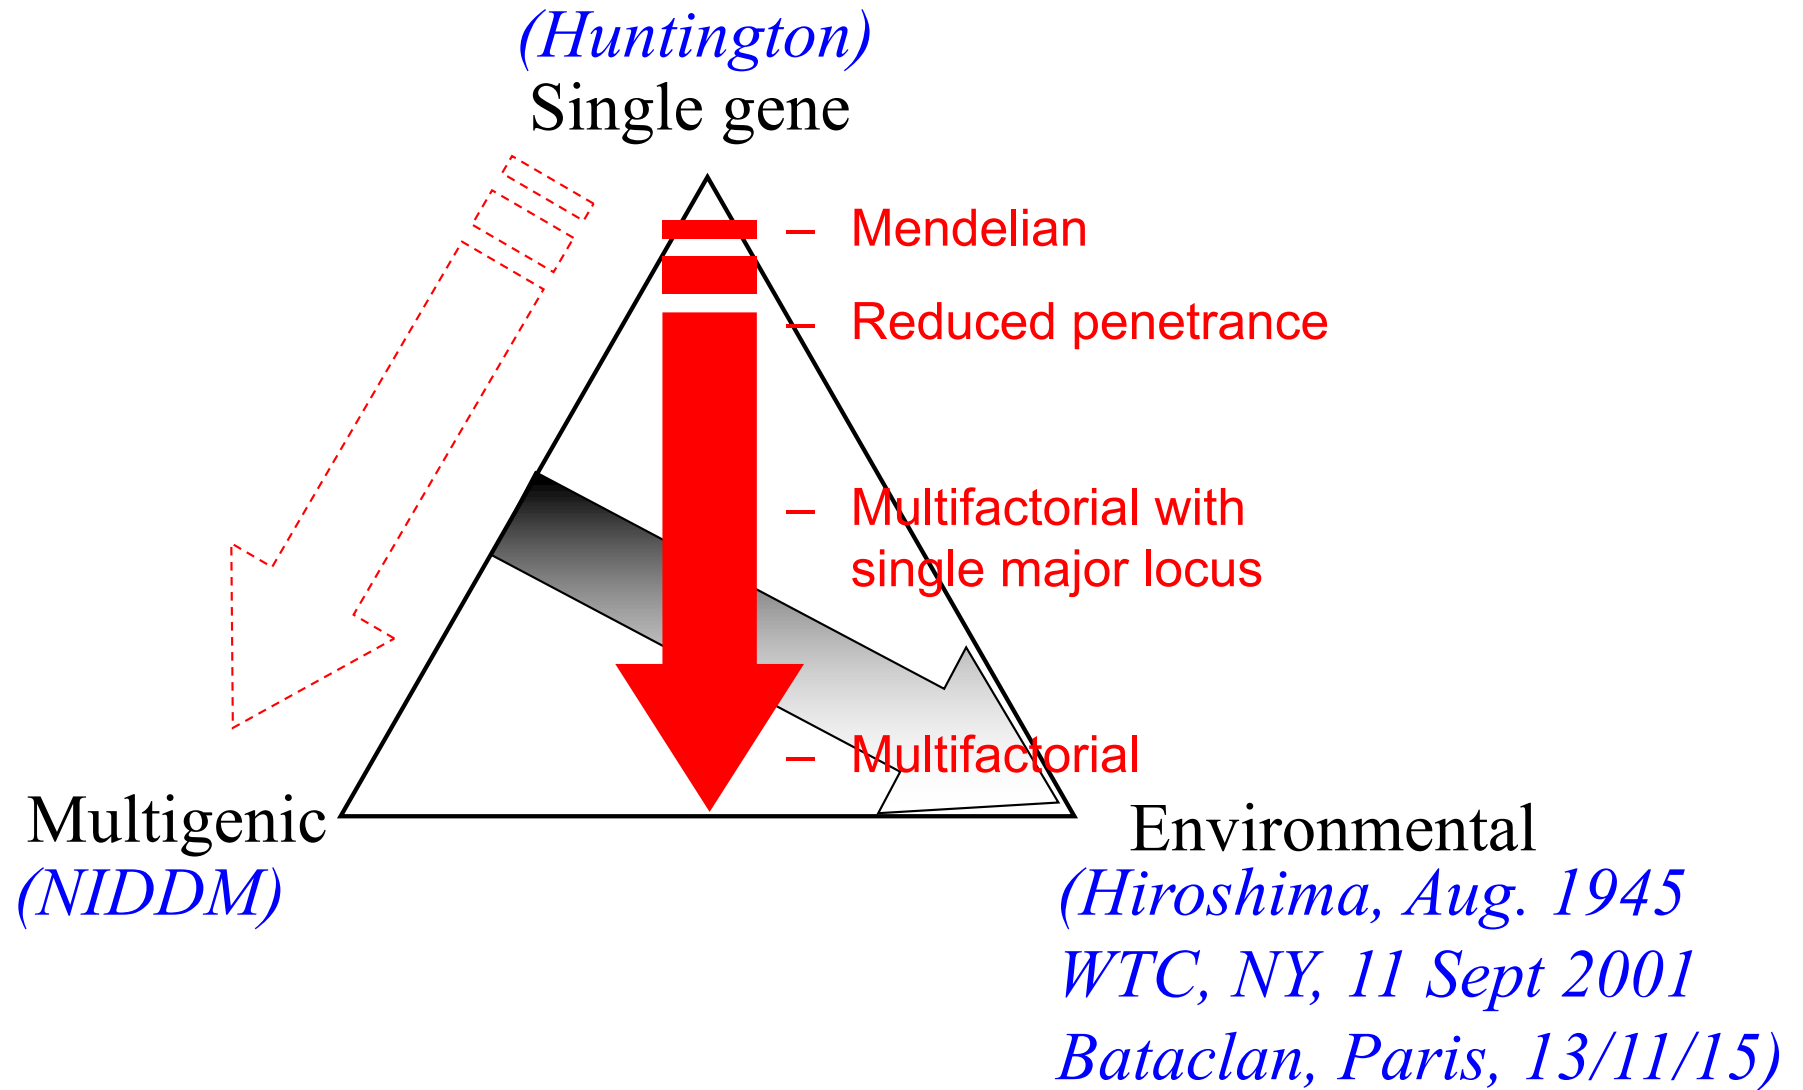 (Huntington)
Single gene
– Mendelian
– Reduced penetrance
– Multifactorial with
single major locus
– Multifactorial
Multigenic
(NIDDM)
Environmental
(Hiroshima, Aug. 1945
WTC, NY, 11 Sept 2001
Bataclan, Paris, 13/11/15)